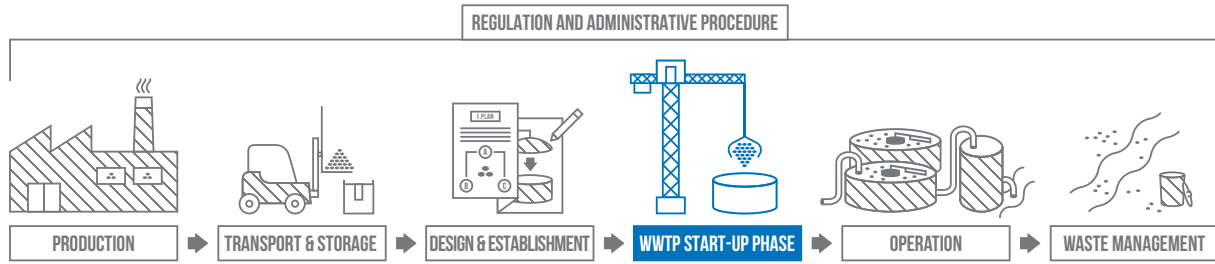 REGULATION AND ADMINISTRATIVE PROCEDURE
1.PLAN
A
B
C
PRODUCTION
TRANSPORT & STORAGE
DESIGN & ESTABLISHMENT
WWTP START-UP PHASE
OPERATION
WASTE MANAGEMENT